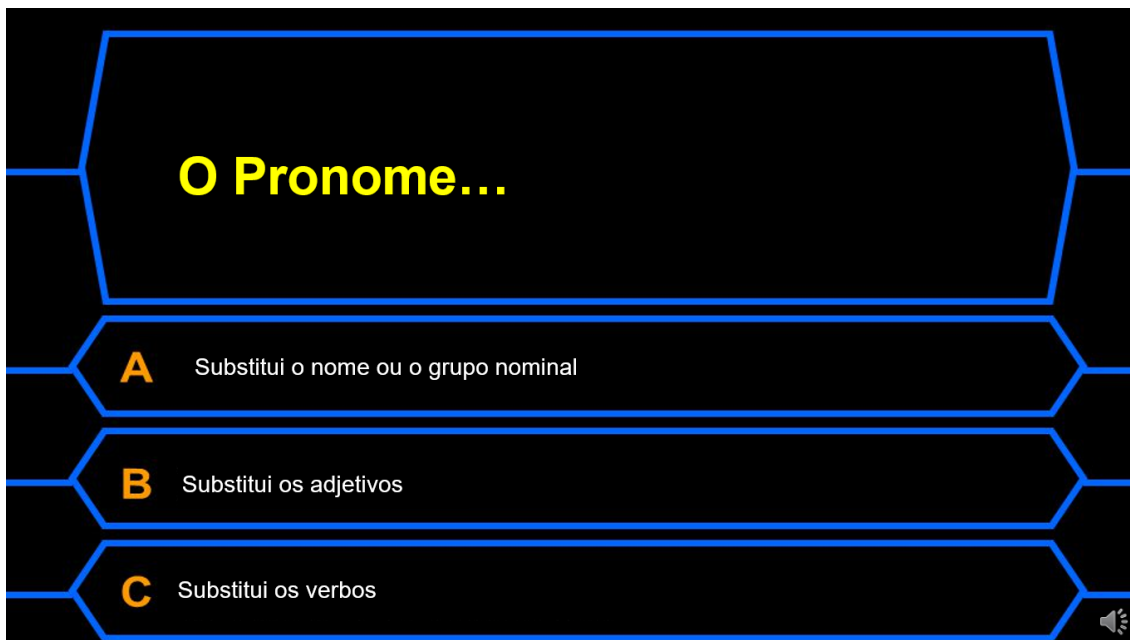 O Pronome…
A Substitui o nome ou o grupo nominal
B Substitui os adjetivos
C Substitui os verbos